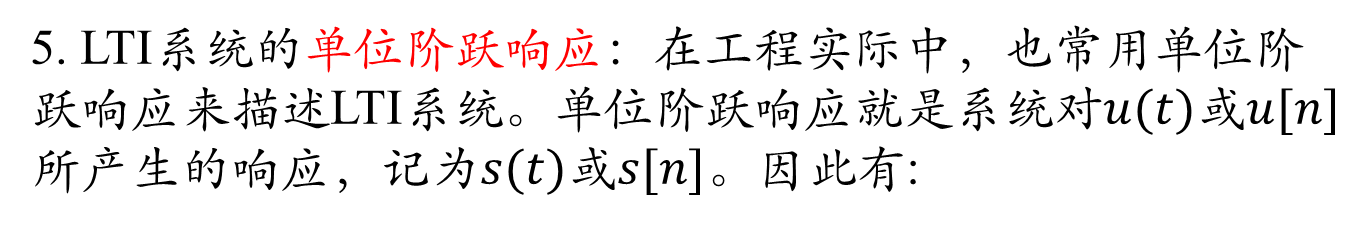 5. LTI系统的单位阶跃响应：在工程实际中，也常用单位阶
跃响应来描述LTI系统。单位阶跃响应就是系统对u(t)或u[n]
所产生的响应，记为s(t)或s[n]。因此有: